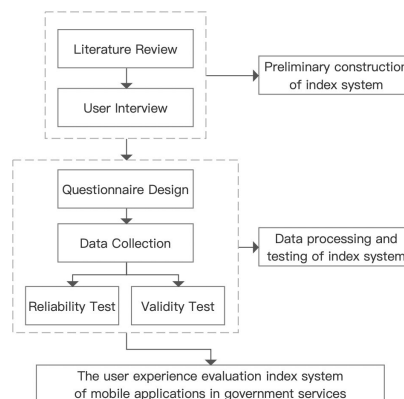 Literature Review
Preliminary construction
of index system
User Interview
Questionnaire Design
Data Collection
Data processing and
testing of index system
Reliability Test
Validity Test
The user experience evaluation index system
of mobile applications in government services